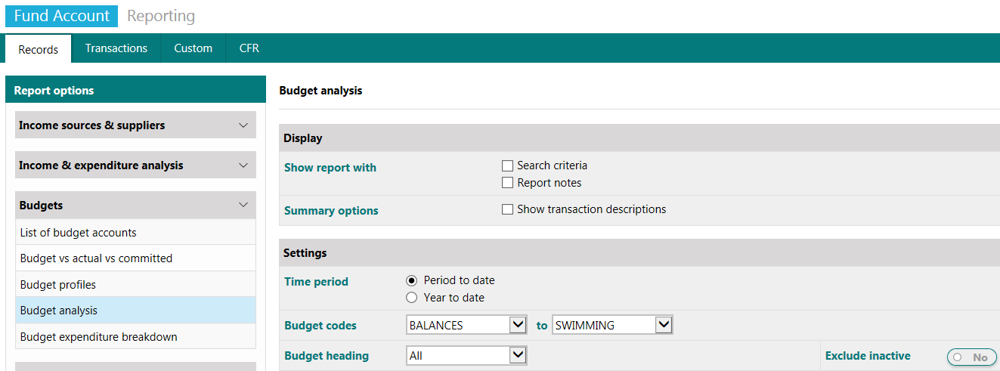 Fund Account Reporting
Records Transactions Custom CFR
Report options
Income sources & suppliers
Income & expenditure analysis
Budgets
List of budget accounts
Budget vs actual vs committed
Budget profiles
Budget analysis
Budget expenditure breakdown
Budget analysis
Display
Show report with
Search criteria
Report notes
Summary options
Show transaction descriptions
Settings
Time period
Period to date
Year to date
Budget codes BALANCES to SWIMMING
Budget heading All Exclude inactive No